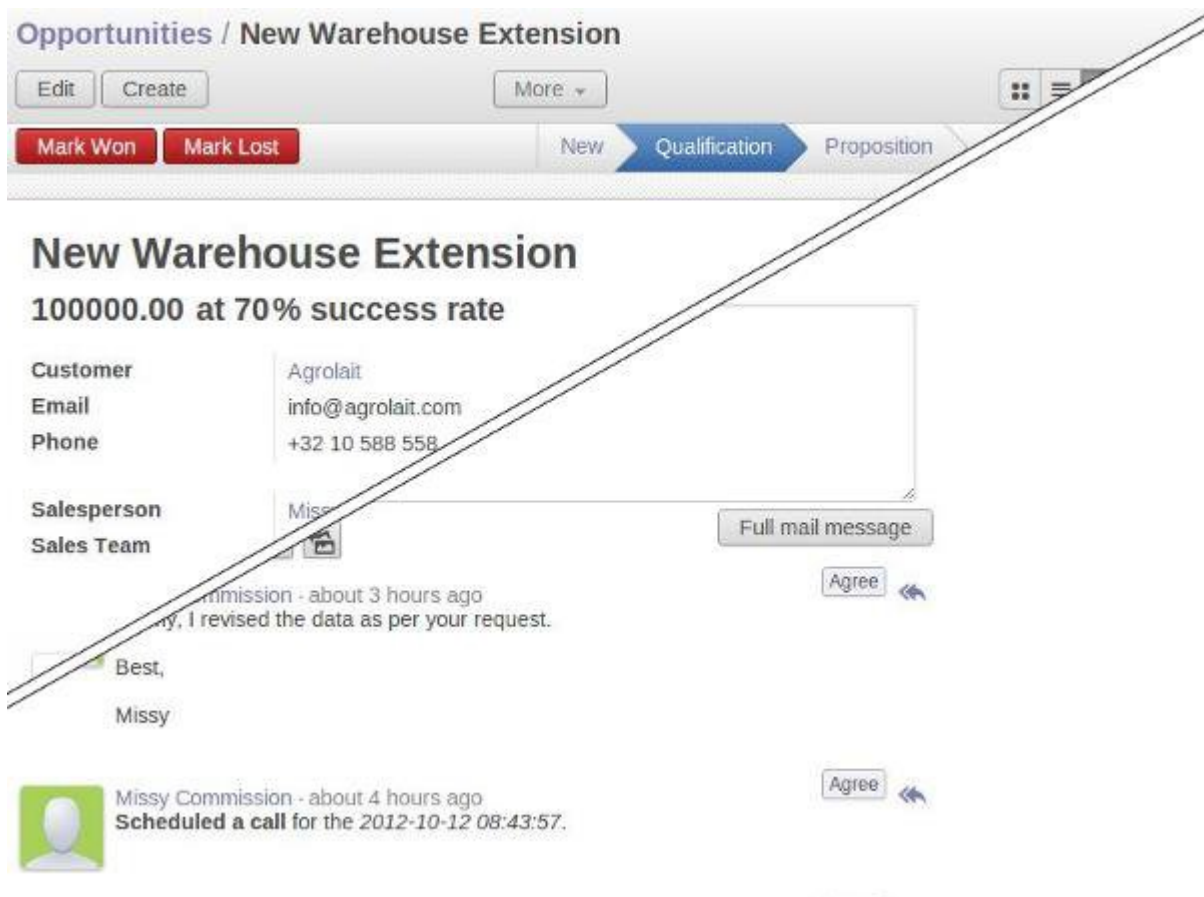 Opportunities / New Warehouse Extension
Edit Create More
Mark Won Mark Lost New Qualification Proposition
New Warehouse Extension
100000.00 at 70% success rate
Customer Agrolait
Email info@agrolait.com
Phone +32 10 588 558
Salesperson
Sales Team
Full mail message
about 3 hours ago Agree
, I revised the data as per your request.
Best,
Missy
Missy Commission - about 4 hours ago Agree
Scheduled a call for the 2012-10-12 08:43:57.